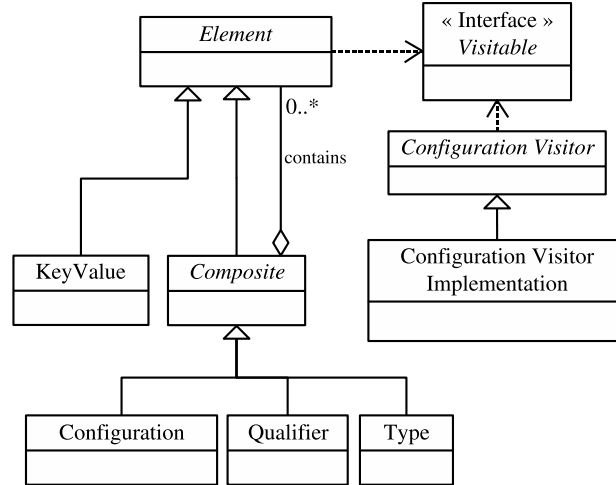 Element
« Interface »
Visitable
0..*
contains
Configuration Visitor
KeyValue
Composite
Configuration Visitor
Implementation
Configuration
Qualifier
Type